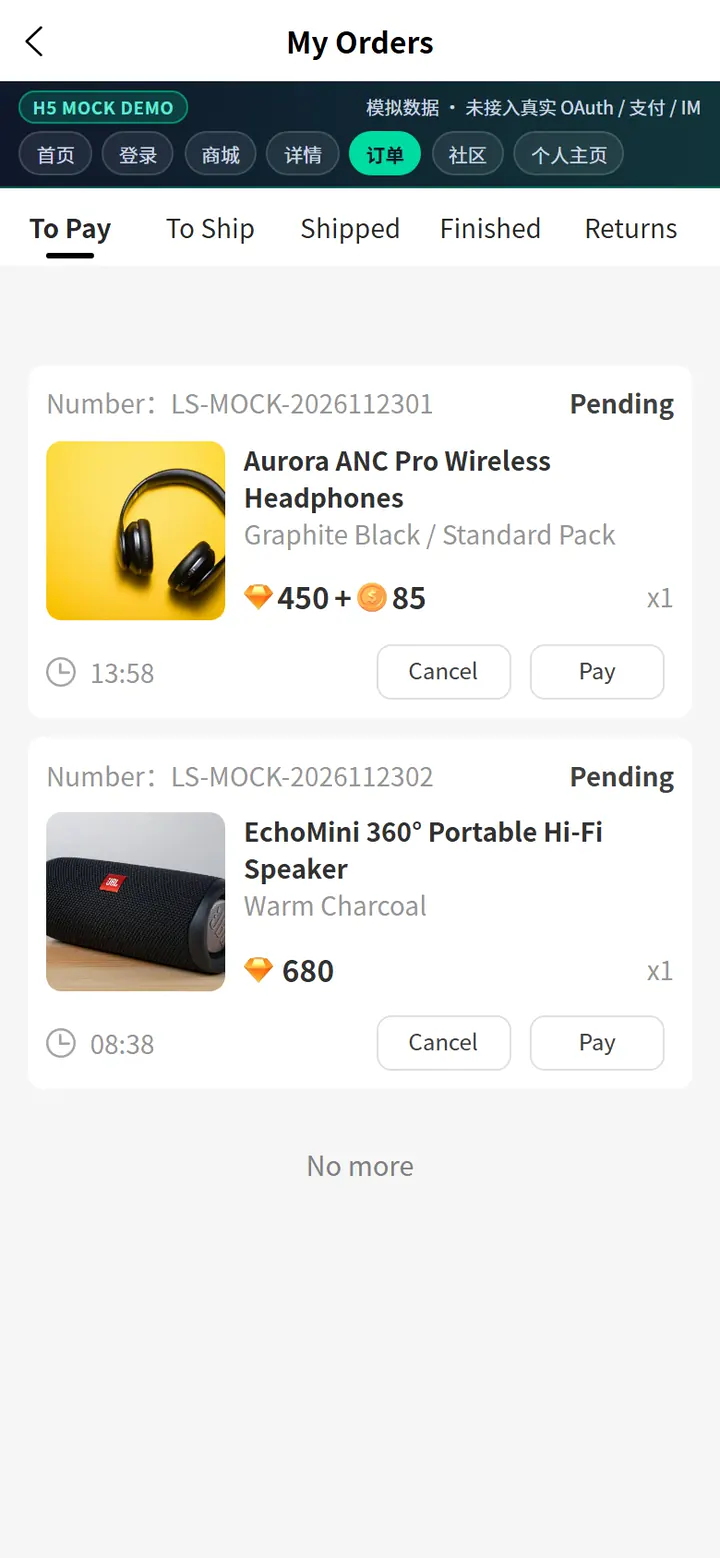 My Orders
H5 MOCK DEMO
模拟数据 · 未接入真实 OAuth / 支付 / IM
首页 登录 商城 详情 订单 社区 个人主页
To Pay To Ship Shipped Finished Returns
Number：LS-MOCK-2026112301 Pending
Aurora ANC Pro Wireless
Headphones
Graphite Black / Standard Pack
450 + 85 x1
13:58 Cancel Pay
Number：LS-MOCK-2026112302 Pending
EchoMini 360° Portable Hi-Fi
Speaker
JBL
Warm Charcoal
680 x1
08:38 Cancel Pay
No more